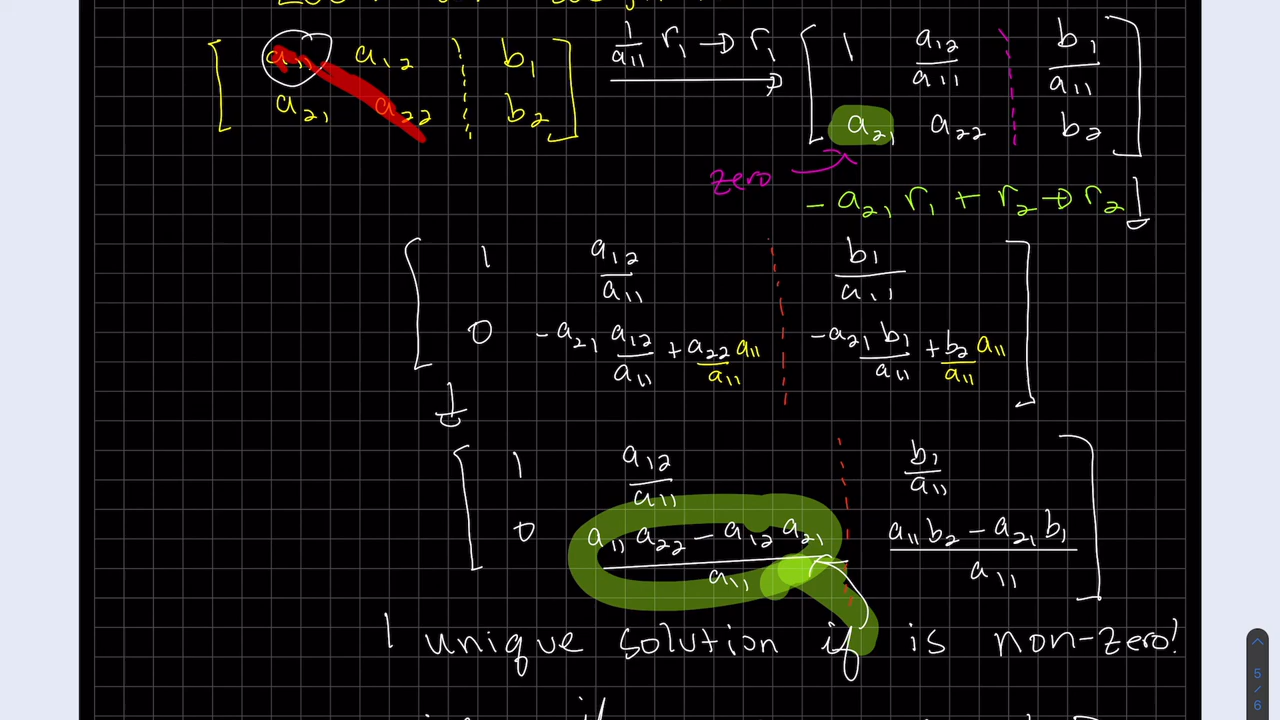 [ a₁₁ a₁₂ ¦ b₁ ] 1/a₁₁ r₁ → r₁ [ 1 a₁₂/a₁₁ ¦ b₁/a₁₁ ]
[ a₂₁ a₂₂ ¦ b₂ ] [ a₂₁ a₂₂ ¦ b₂ ]
zero
- a₂₁ r₁ + r₂ → r₂ ↓
[ 1 a₁₂/a₁₁ ¦ b₁/a₁₁ ]
[ 0 -a₂₁ a₁₂/a₁₁ + a₂₂ a₁₁/a₁₁ ¦ -a₂₁ b₁/a₁₁ + b₂ a₁₁/a₁₁ ]
↓
[ 1 a₁₂/a₁₁ ¦ b₁/a₁₁ ]
[ 0 (a₁₁ a₂₂ - a₁₂ a₂₁)/a₁₁ ¦ (a₁₁ b₂ - a₂₁ b₁)/a₁₁ ]
1 unique solution if is non-zero!
5 / 6